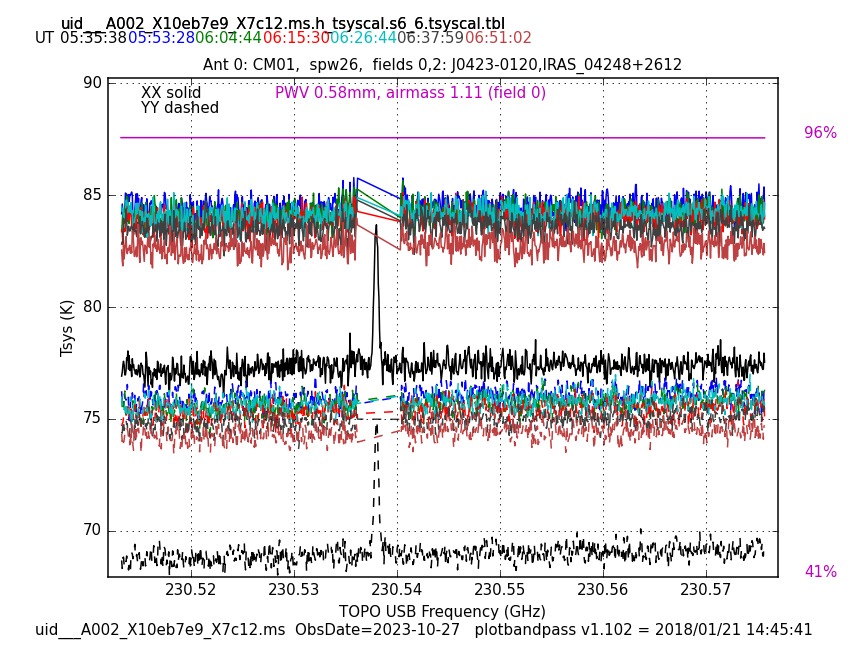 uid___A002_X10eb7e9_X7c12.ms.h_tsyscal.s6_6.tsyscal.tbl
UT 05:35:38 05:53:28 06:04:44 06:15:30 06:26:44 06:37:59 06:51:02
Ant 0: CM01,  spw26,  fields 0,2: J0423-0120,IRAS_04248+2612
XX solid
YY dashed
PWV 0.58mm, airmass 1.11 (field 0)
96%
41%
90
85
80
75
70
Tsys (K)
230.52 230.53 230.54 230.55 230.56 230.57
TOPO USB Frequency (GHz)
uid___A002_X10eb7e9_X7c12.ms  ObsDate=2023-10-27   plotbandpass v1.102 = 2018/01/21 14:45:41